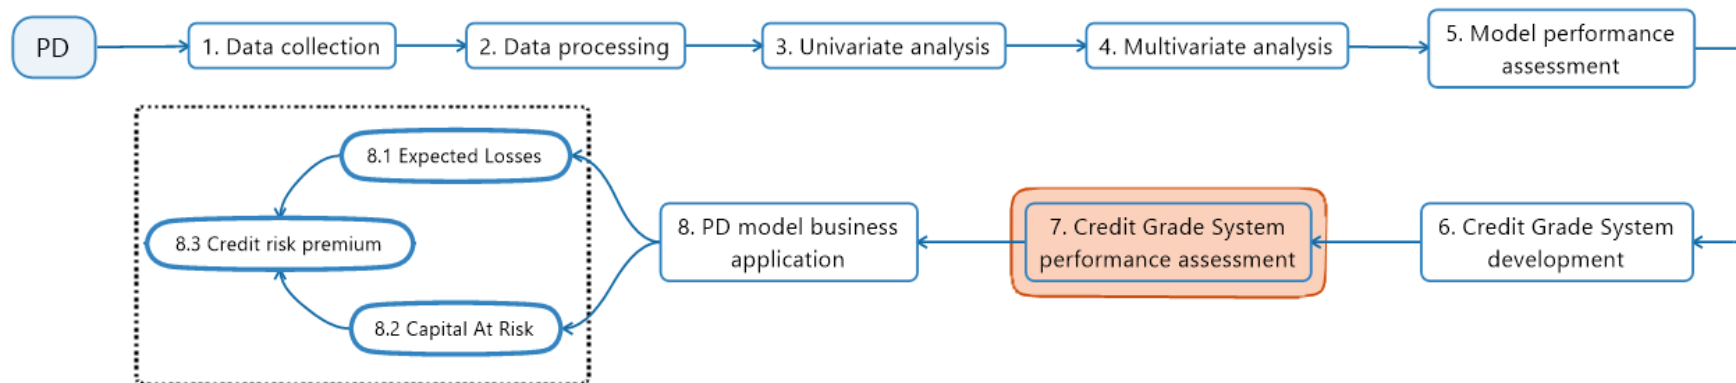 PD
1. Data collection
2. Data processing
3. Univariate analysis
4. Multivariate analysis
5. Model performance
assessment
6. Credit Grade System
development
7. Credit Grade System
performance assessment
8. PD model business
application
8.1 Expected Losses
8.2 Capital At Risk
8.3 Credit risk premium